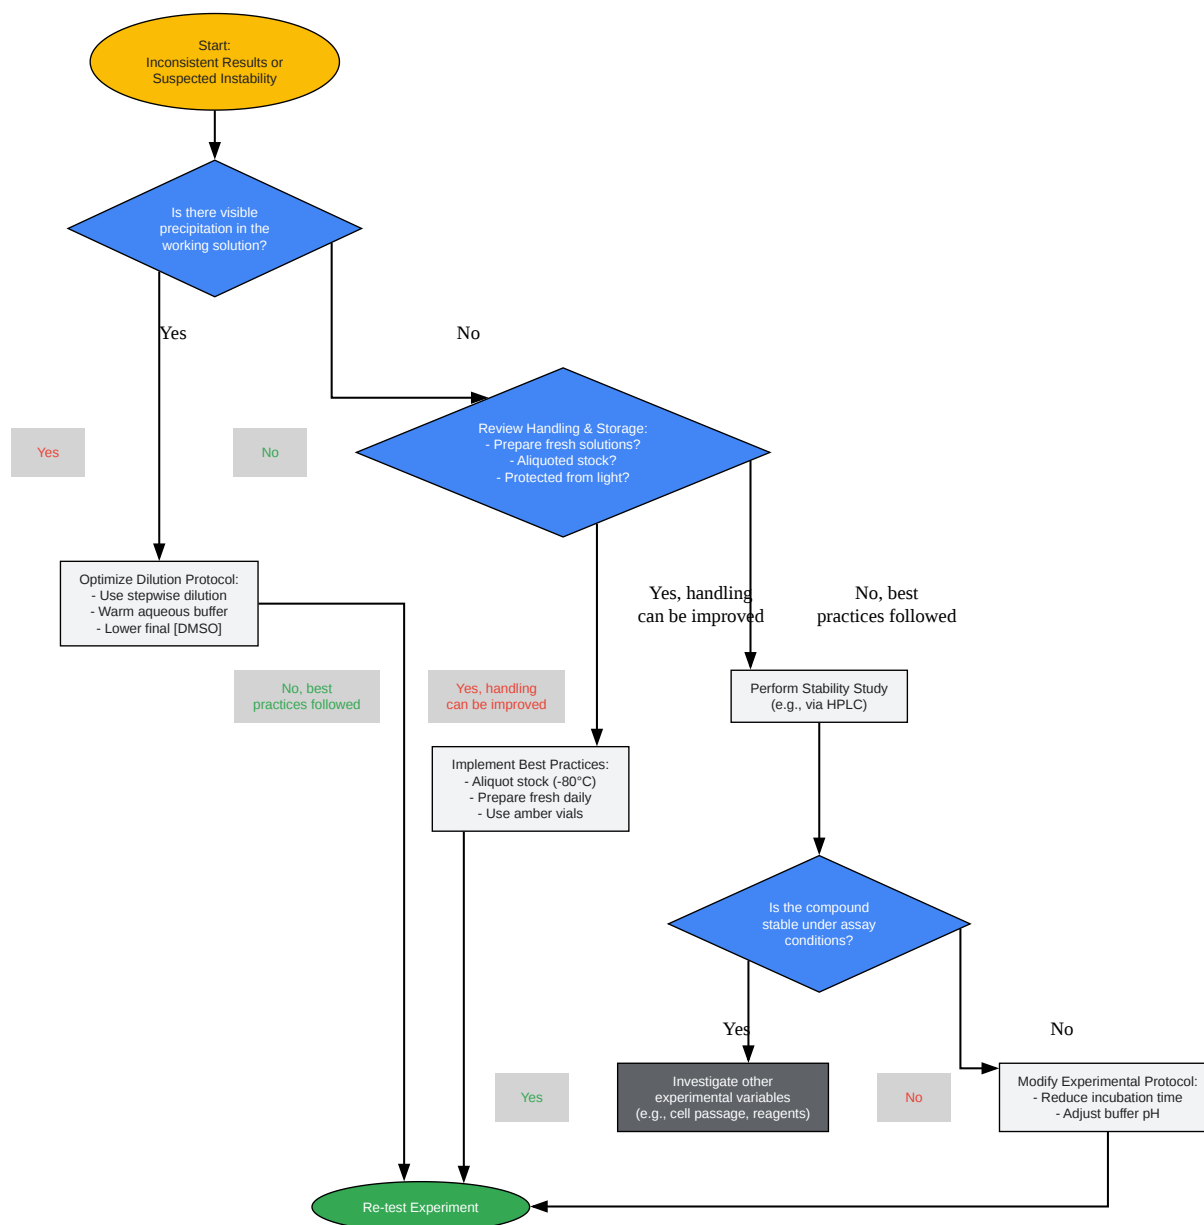 Start:
Inconsistent Results or
Suspected Instability
Is there visible
precipitation in the
working solution?
Yes
No
Yes
No
Review Handling & Storage:
- Prepare fresh solutions?
- Aliquoted stock?
- Protected from light?
Optimize Dilution Protocol:
- Use stepwise dilution
- Warm aqueous buffer
- Lower final [DMSO]
Yes, handling
can be improved
No, best
practices followed
No, best
practices followed
Yes, handling
can be improved
Perform Stability Study
(e.g., via HPLC)
Implement Best Practices:
- Aliquot stock (-80°C)
- Prepare fresh daily
- Use amber vials
Is the compound
stable under assay
conditions?
Yes
No
Yes
Investigate other
experimental variables
(e.g., cell passage, reagents)
No
Modify Experimental Protocol:
- Reduce incubation time
- Adjust buffer pH
Re-test Experiment